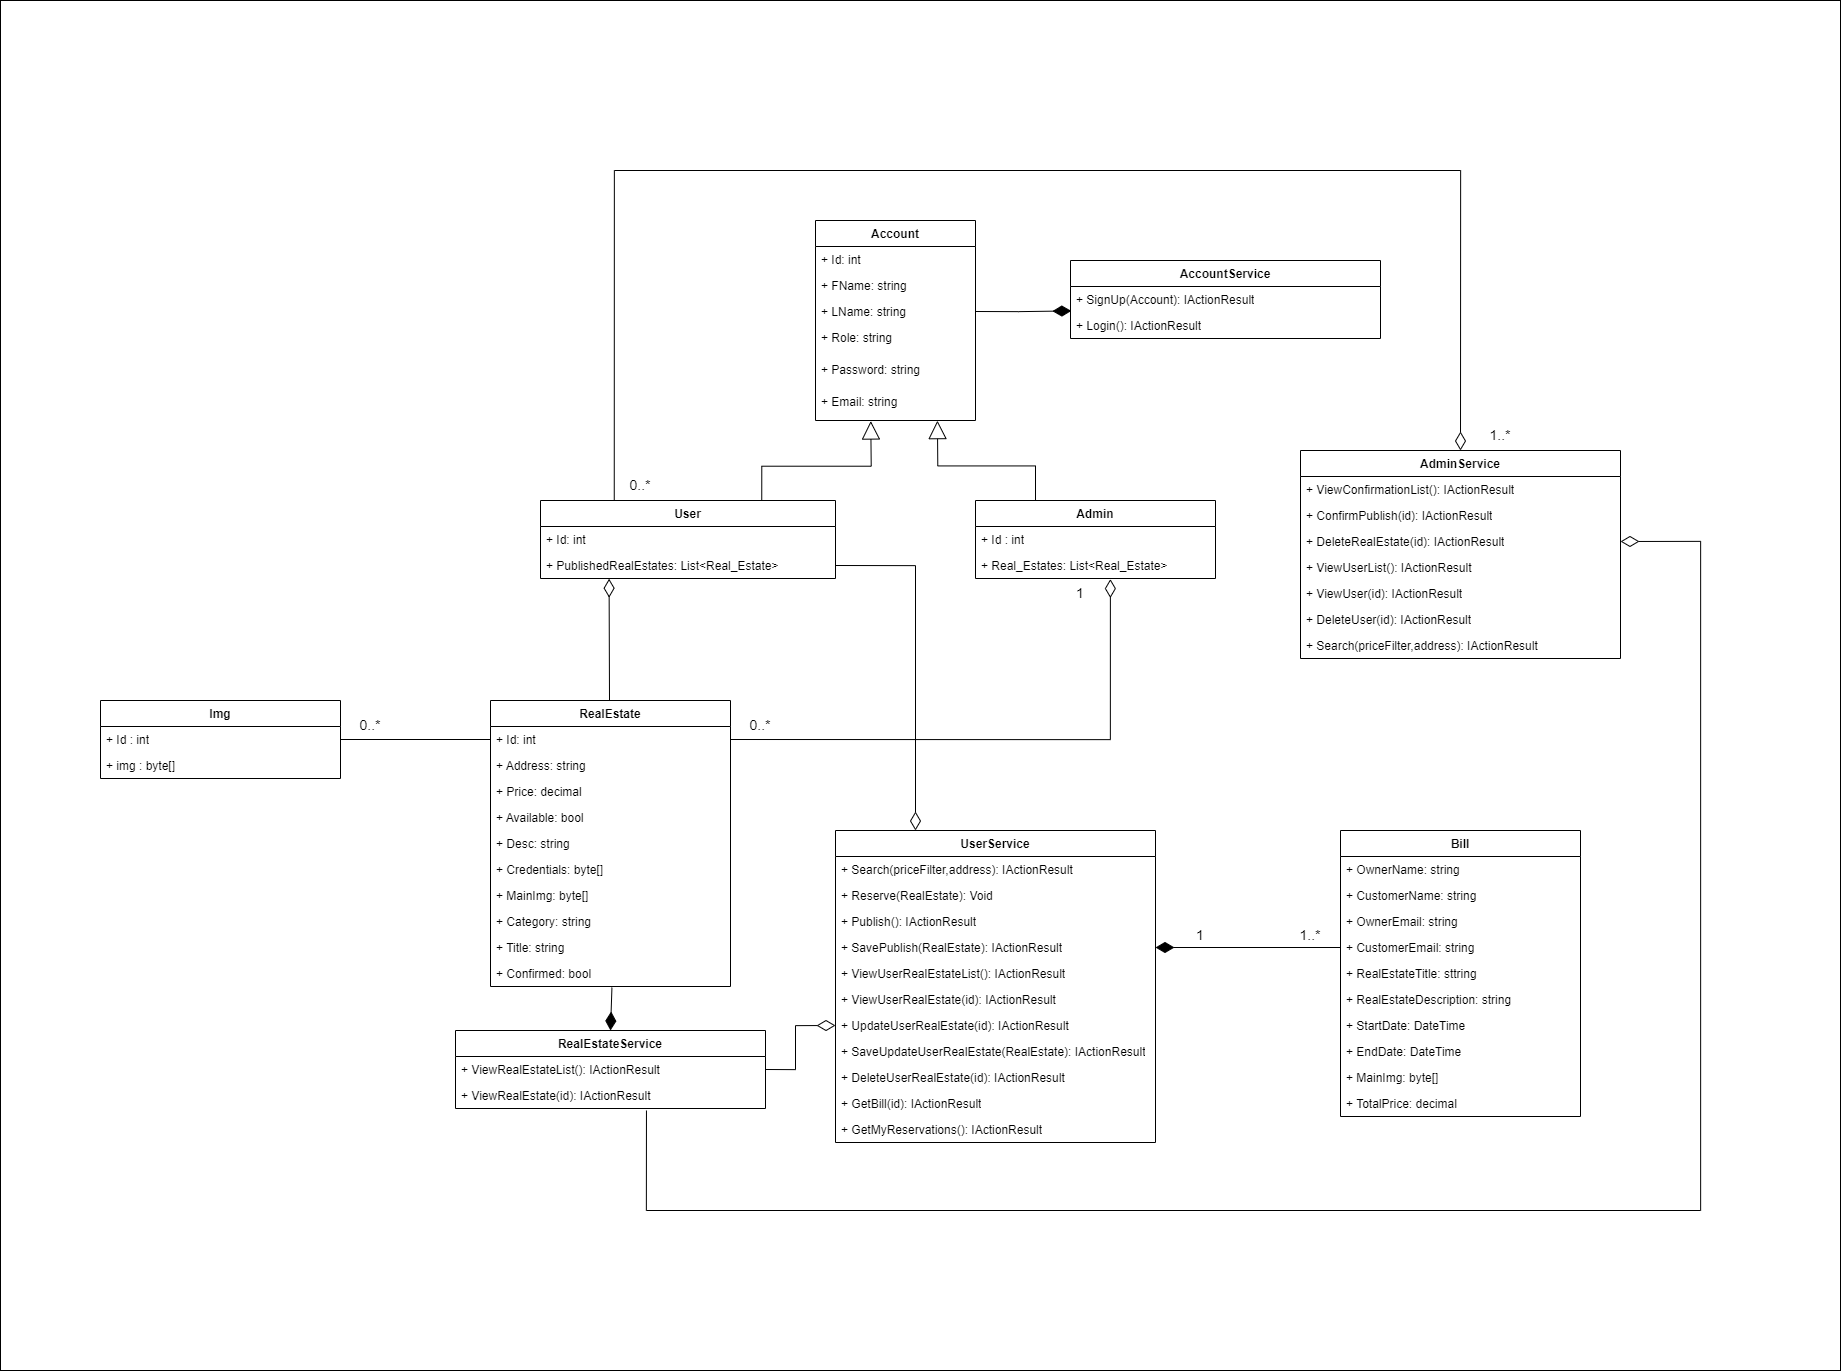 Account
+ Id: int
+ FName: string
+ LName: string
+ Role: string
+ Password: string
+ Email: string
AccountService
+ SignUp(Account): IActionResult
+ Login(): IActionResult
1..*
AdminService
+ ViewConfirmationList(): IActionResult
+ ConfirmPublish(id): IActionResult
+ DeleteRealEstate(id): IActionResult
+ ViewUserList(): IActionResult
+ ViewUser(id): IActionResult
+ DeleteUser(id): IActionResult
+ Search(priceFilter,address): IActionResult
0..*
User
+ Id: int
+ PublishedRealEstates: List<Real_Estate>
Admin
+ Id : int
+ Real_Estates: List<Real_Estate>
1
Img
+ Id : int
+ img : byte[]
0..*
RealEstate
+ Id: int
+ Address: string
+ Price: decimal
+ Available: bool
+ Desc: string
+ Credentials: byte[]
+ MainImg: byte[]
+ Category: string
+ Title: string
+ Confirmed: bool
0..*
UserService
+ Search(priceFilter,address): IActionResult
+ Reserve(RealEstate): Void
+ Publish(): IActionResult
+ SavePublish(RealEstate): IActionResult
+ ViewUserRealEstateList(): IActionResult
+ ViewUserRealEstate(id): IActionResult
+ UpdateUserRealEstate(id): IActionResult
+ SaveUpdateUserRealEstate(RealEstate): IActionResult
+ DeleteUserRealEstate(id): IActionResult
+ GetBill(id): IActionResult
+ GetMyReservations(): IActionResult
1
1..*
Bill
+ OwnerName: string
+ CustomerName: string
+ OwnerEmail: string
+ CustomerEmail: string
+ RealEstateTitle: sttring
+ RealEstateDescription: string
+ StartDate: DateTime
+ EndDate: DateTime
+ MainImg: byte[]
+ TotalPrice: decimal
RealEstateService
+ ViewRealEstateList(): IActionResult
+ ViewRealEstate(id): IActionResult